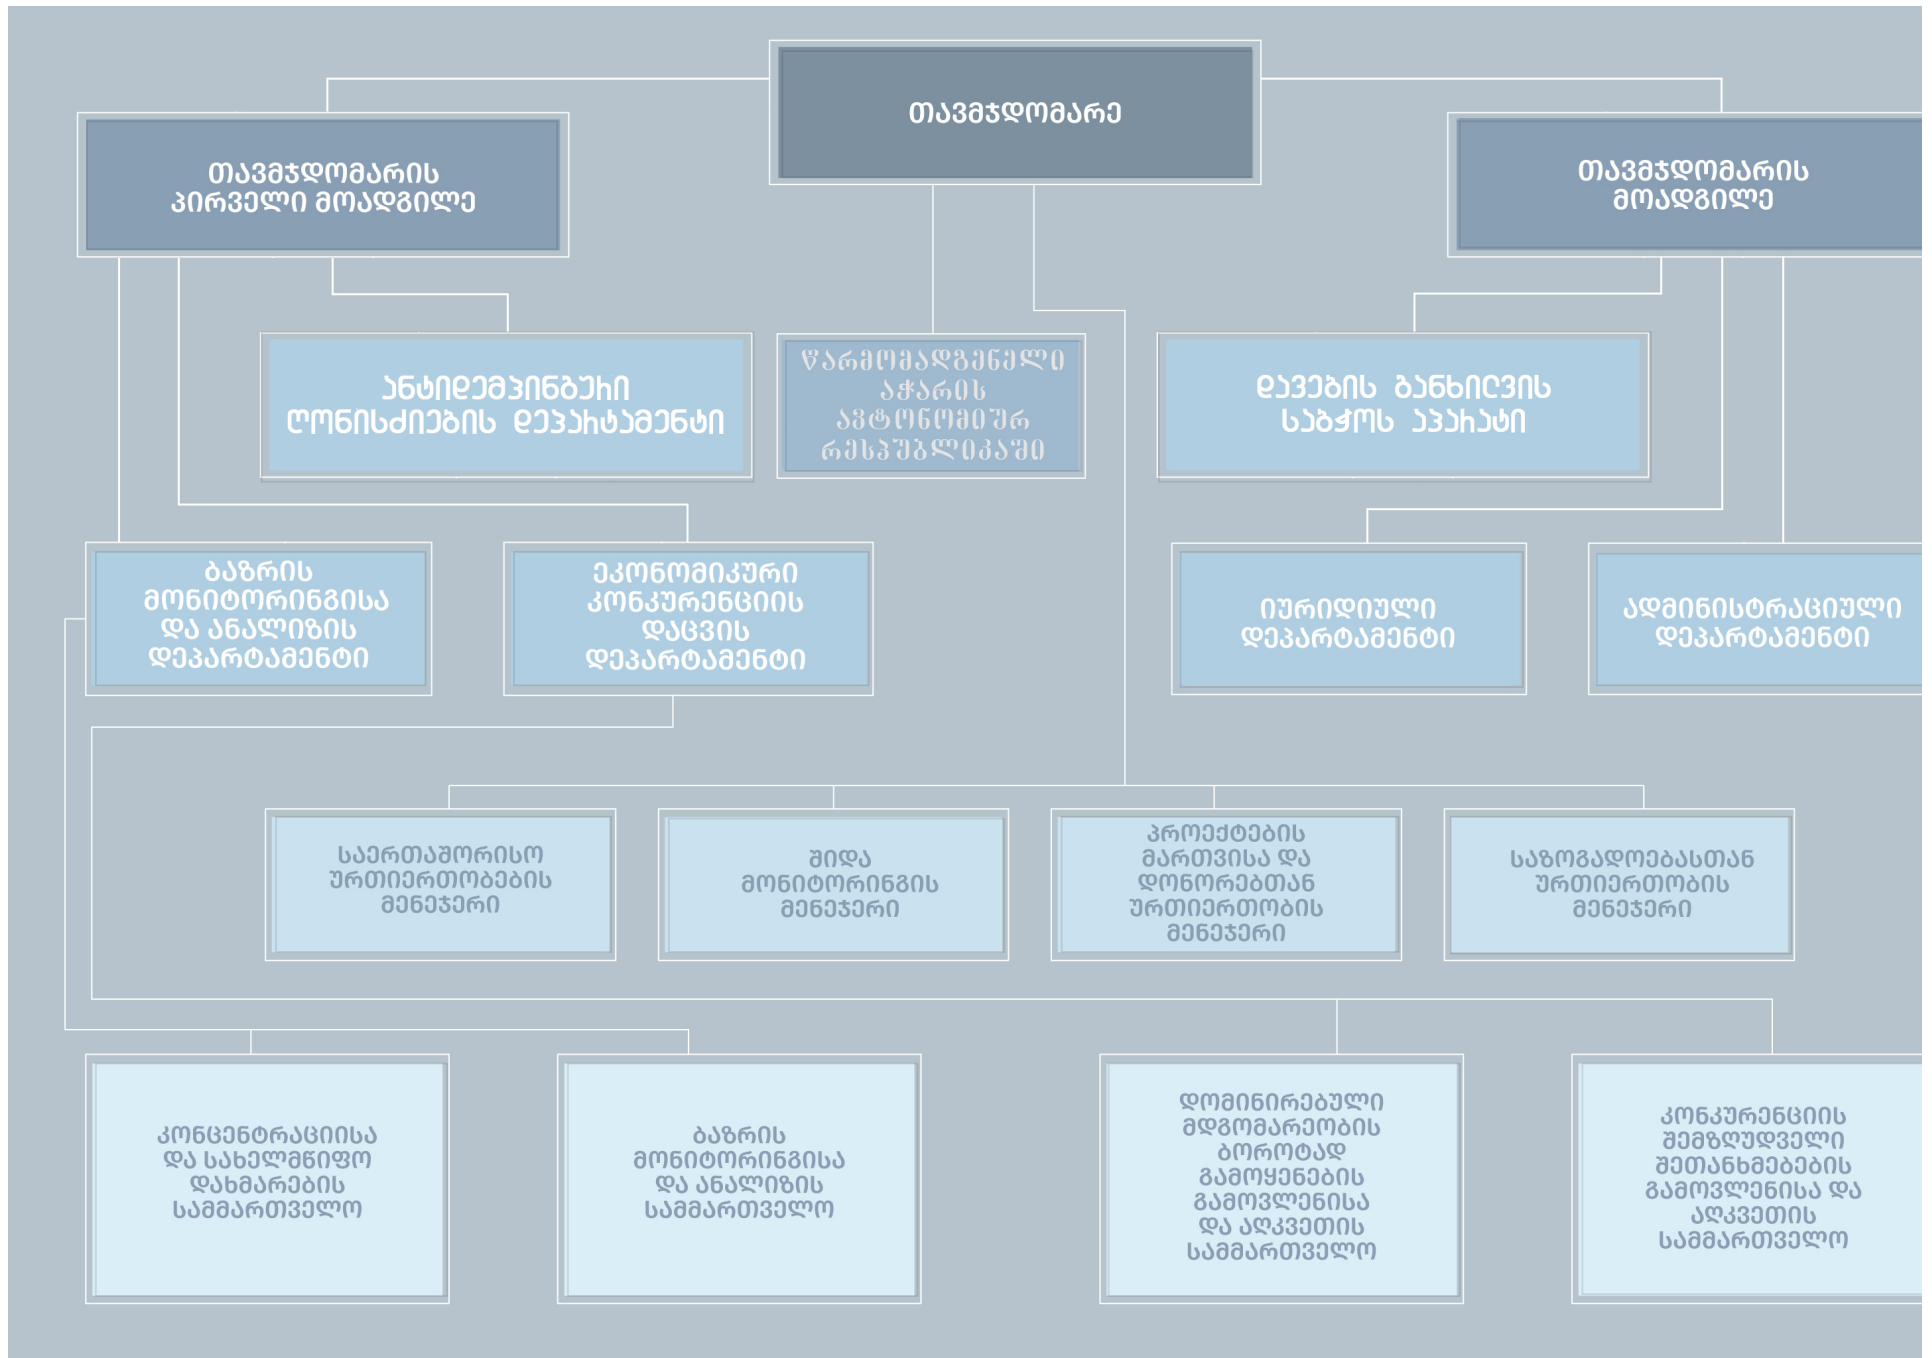 თავმჯდომარე
თავმჯდომარის
პირველი მოადგილე
თავმჯდომარის
მოადგილე
ანტიდემპინგური
ღონისძიების დეპარტამენტი
წარმომადგენელი
აჭარის
ავტონომიურ
რესპუბლიკაში
დავების განხილვის
საბჭოს აპარატი
ბაზრის
მონიტორინგისა
და ანალიზის
დეპარტამენტი
ეკონომიკური
კონკურენციის
დაცვის
დეპარტამენტი
იურიდიული
დეპარტამენტი
ადმინისტრაციული
დეპარტამენტი
საერთაშორისო
ურთიერთობების
მენეჯერი
შიდა
მონიტორინგის
მენეჯერი
პროექტების
მართვისა და
დონორებთან
ურთიერთობის
მენეჯერი
საზოგადოებასთან
ურთიერთობის
მენეჯერი
კონცენტრაციისა
და სახელმწიფო
დახმარების
სამმართველო
ბაზრის
მონიტორინგისა
და ანალიზის
სამმართველო
დომინირებული
მდგომარეობის
ბოროტად
გამოყენების
გამოვლენისა
და აღკვეთის
სამმართველო
კონკურენციის
შემზღუდველი
შეთანხმებების
გამოვლენისა და
აღკვეთის
სამმართველო